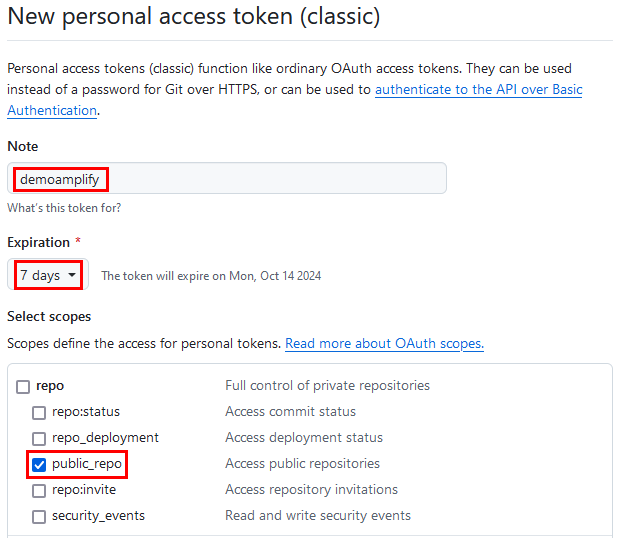 New personal access token (classic)
Personal access tokens (classic) function like ordinary OAuth access tokens. They can be used
instead of a password for Git over HTTPS, or can be used to authenticate to the API over Basic
Authentication.
Note
demoamplify
What's this token for?
Expiration *
7 days The token will expire on Mon, Oct 14 2024
Select scopes
Scopes define the access for personal tokens. Read more about OAuth scopes.
repo Full control of private repositories
repo:status Access commit status
repo_deployment Access deployment status
public_repo Access public repositories
repo:invite Access repository invitations
security_events Read and write security events